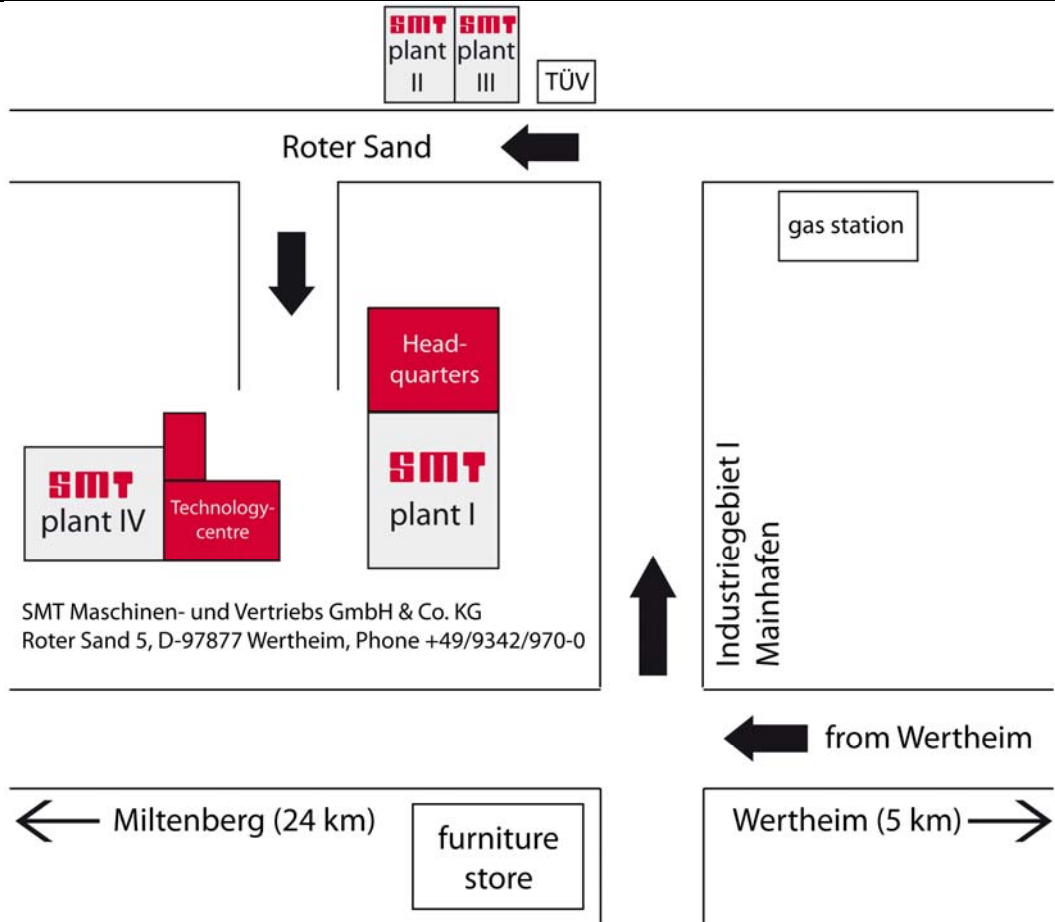 SMT SMT
plant plant
II III
TÜV
Roter Sand
gas station
Head-
quarters
SMT
plant I
SMT
plant IV
Technology-
centre
Industriegebiet I
Mainhafen
SMT Maschinen- und Vertriebs GmbH & Co. KG
Roter Sand 5, D-97877 Wertheim, Phone +49/9342/970-0
from Wertheim
Miltenberg (24 km)
Wertheim (5 km)
furniture
store